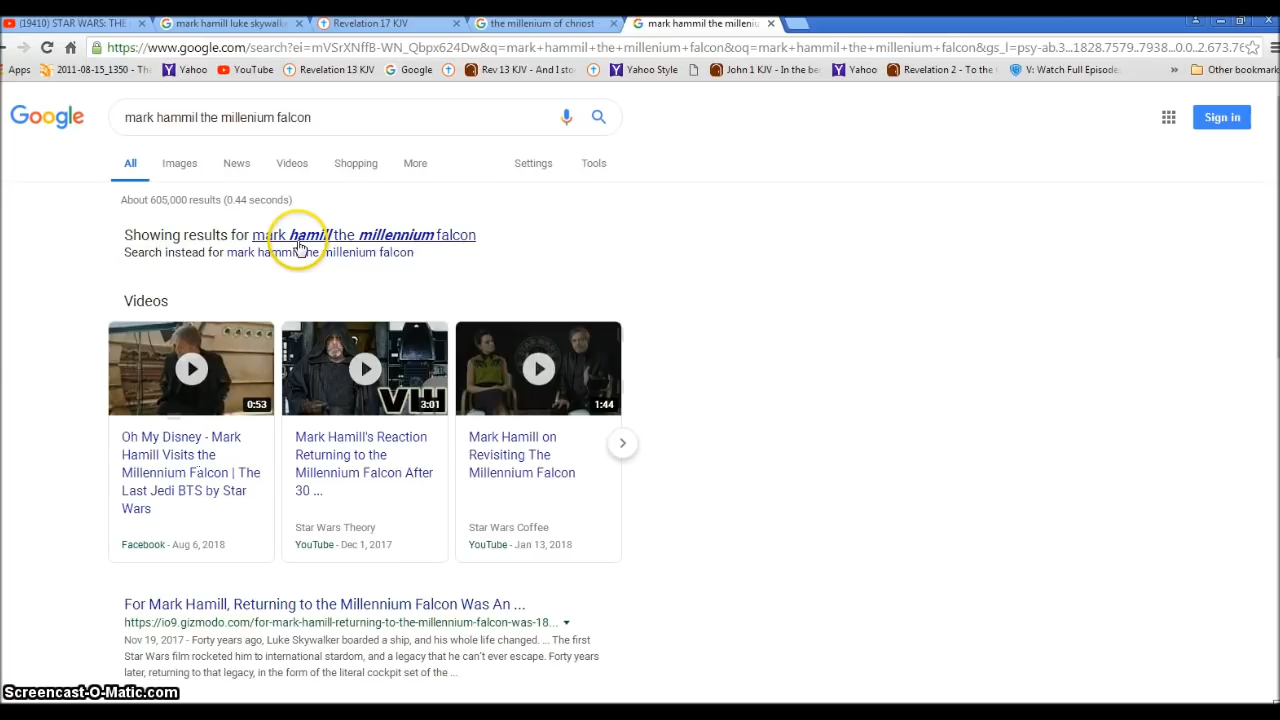 (19410) STAR WARS: THE
mark hamill luke skywalk
Revelation 17 KJV
the millenium of chriost
mark hammil the milleniu
https://www.google.com/search?ei=mVSrXNffB-WN_Qbpx624Dw&q=mark+hammil+the+millenium+falcon&oq=mark+hammil+the+millenium+falcon&gs_l=psy-ab.3...1828.7579..7938...0.0..2.673.76
Apps
2011-08-15_1350 - Th
Yahoo
YouTube
Revelation 13 KJV
Google
Rev 13 KJV - And I sto
Yahoo Style
John 1 KJV - In the be
Yahoo
Revelation 2 - To the
V: Watch Full Episode
»
Other bookmark
Google
mark hammil the millenium falcon
Sign in
All
Images
News
Videos
Shopping
More
Settings
Tools
About 605,000 results (0.44 seconds)
Showing results for mark hamill the millennium falcon
Search instead for mark hammil the millenium falcon
Videos
0:53
VIII
3:01
1:44
Oh My Disney - Mark
Hamill Visits the
Millennium Falcon | The
Last Jedi BTS by Star
Wars
Facebook - Aug 6, 2018
Mark Hamill's Reaction
Returning to the
Millennium Falcon After
30 ...
Star Wars Theory
YouTube - Dec 1, 2017
Mark Hamill on
Revisiting The
Millennium Falcon
Star Wars Coffee
YouTube - Jan 13, 2018
For Mark Hamill, Returning to the Millennium Falcon Was An ...
https://io9.gizmodo.com/for-mark-hamill-returning-to-the-millennium-falcon-was-18...
Nov 19, 2017 - Forty years ago, Luke Skywalker boarded a ship, and his whole life changed. ... The first
Star Wars film rocketed him to international stardom, and a legacy that he can't ever escape. Forty
years later, returning to that legacy, in the form of the literal cockpit set of the ...
Screencast-O-Matic.com